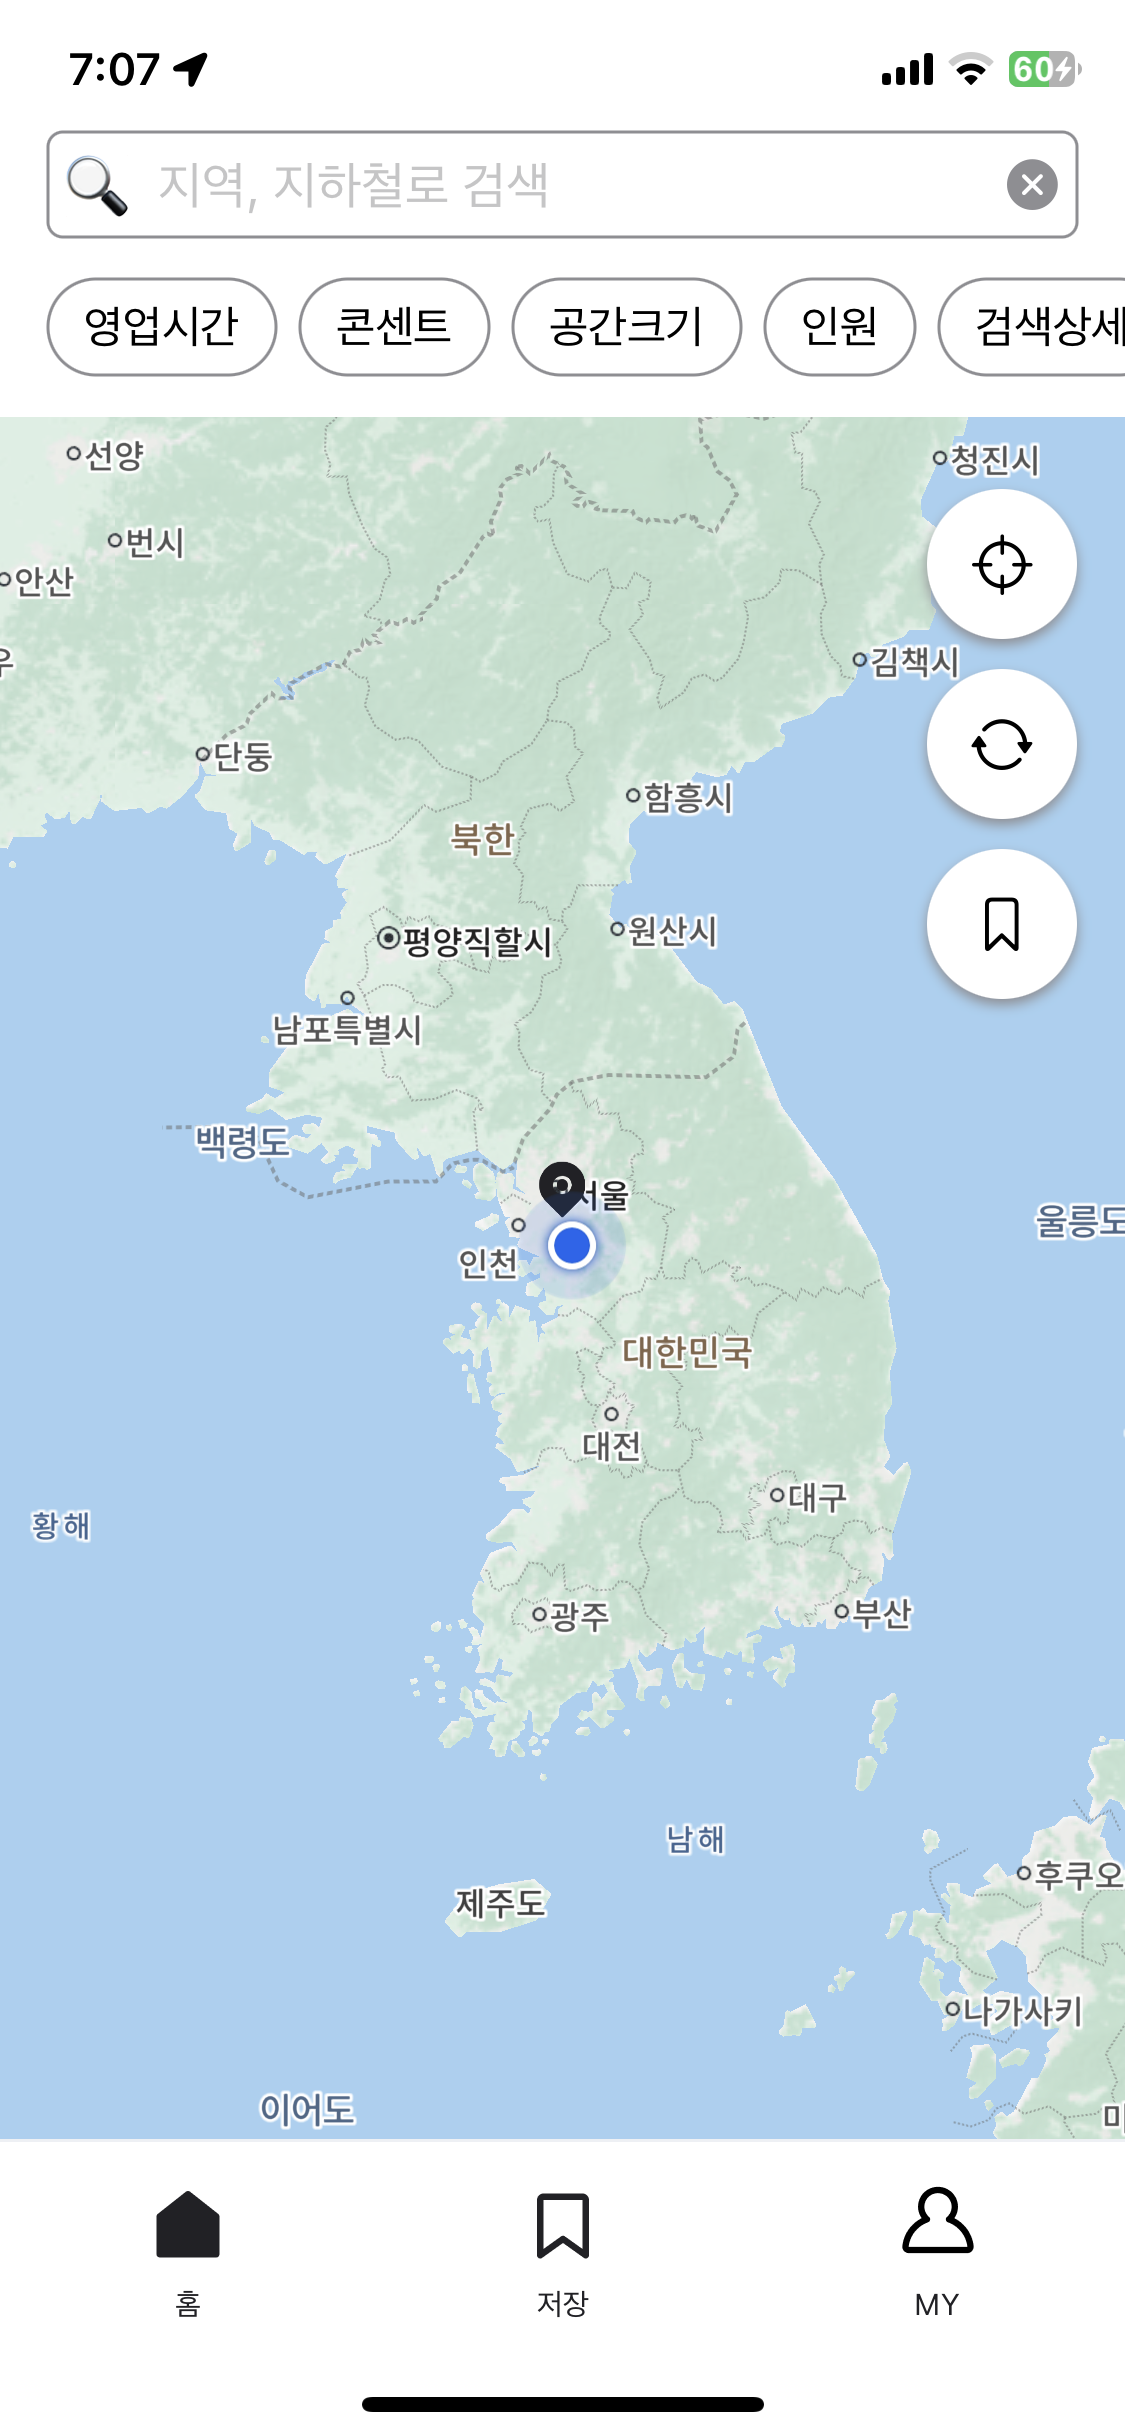 7:07
60
지역, 지하철로 검색
영업시간 콘센트 공간크기 인원 검색상세
선양
청진시
번시
안산
우
김책시
단둥
함흥시
북한
원산시
평양직할시
남포특별시
백령도
서울
울릉도
인천
대한민국
대전
대구
황해
부산
광주
남해
후쿠오
제주도
나가사키
이어도
미
홈 저장 MY